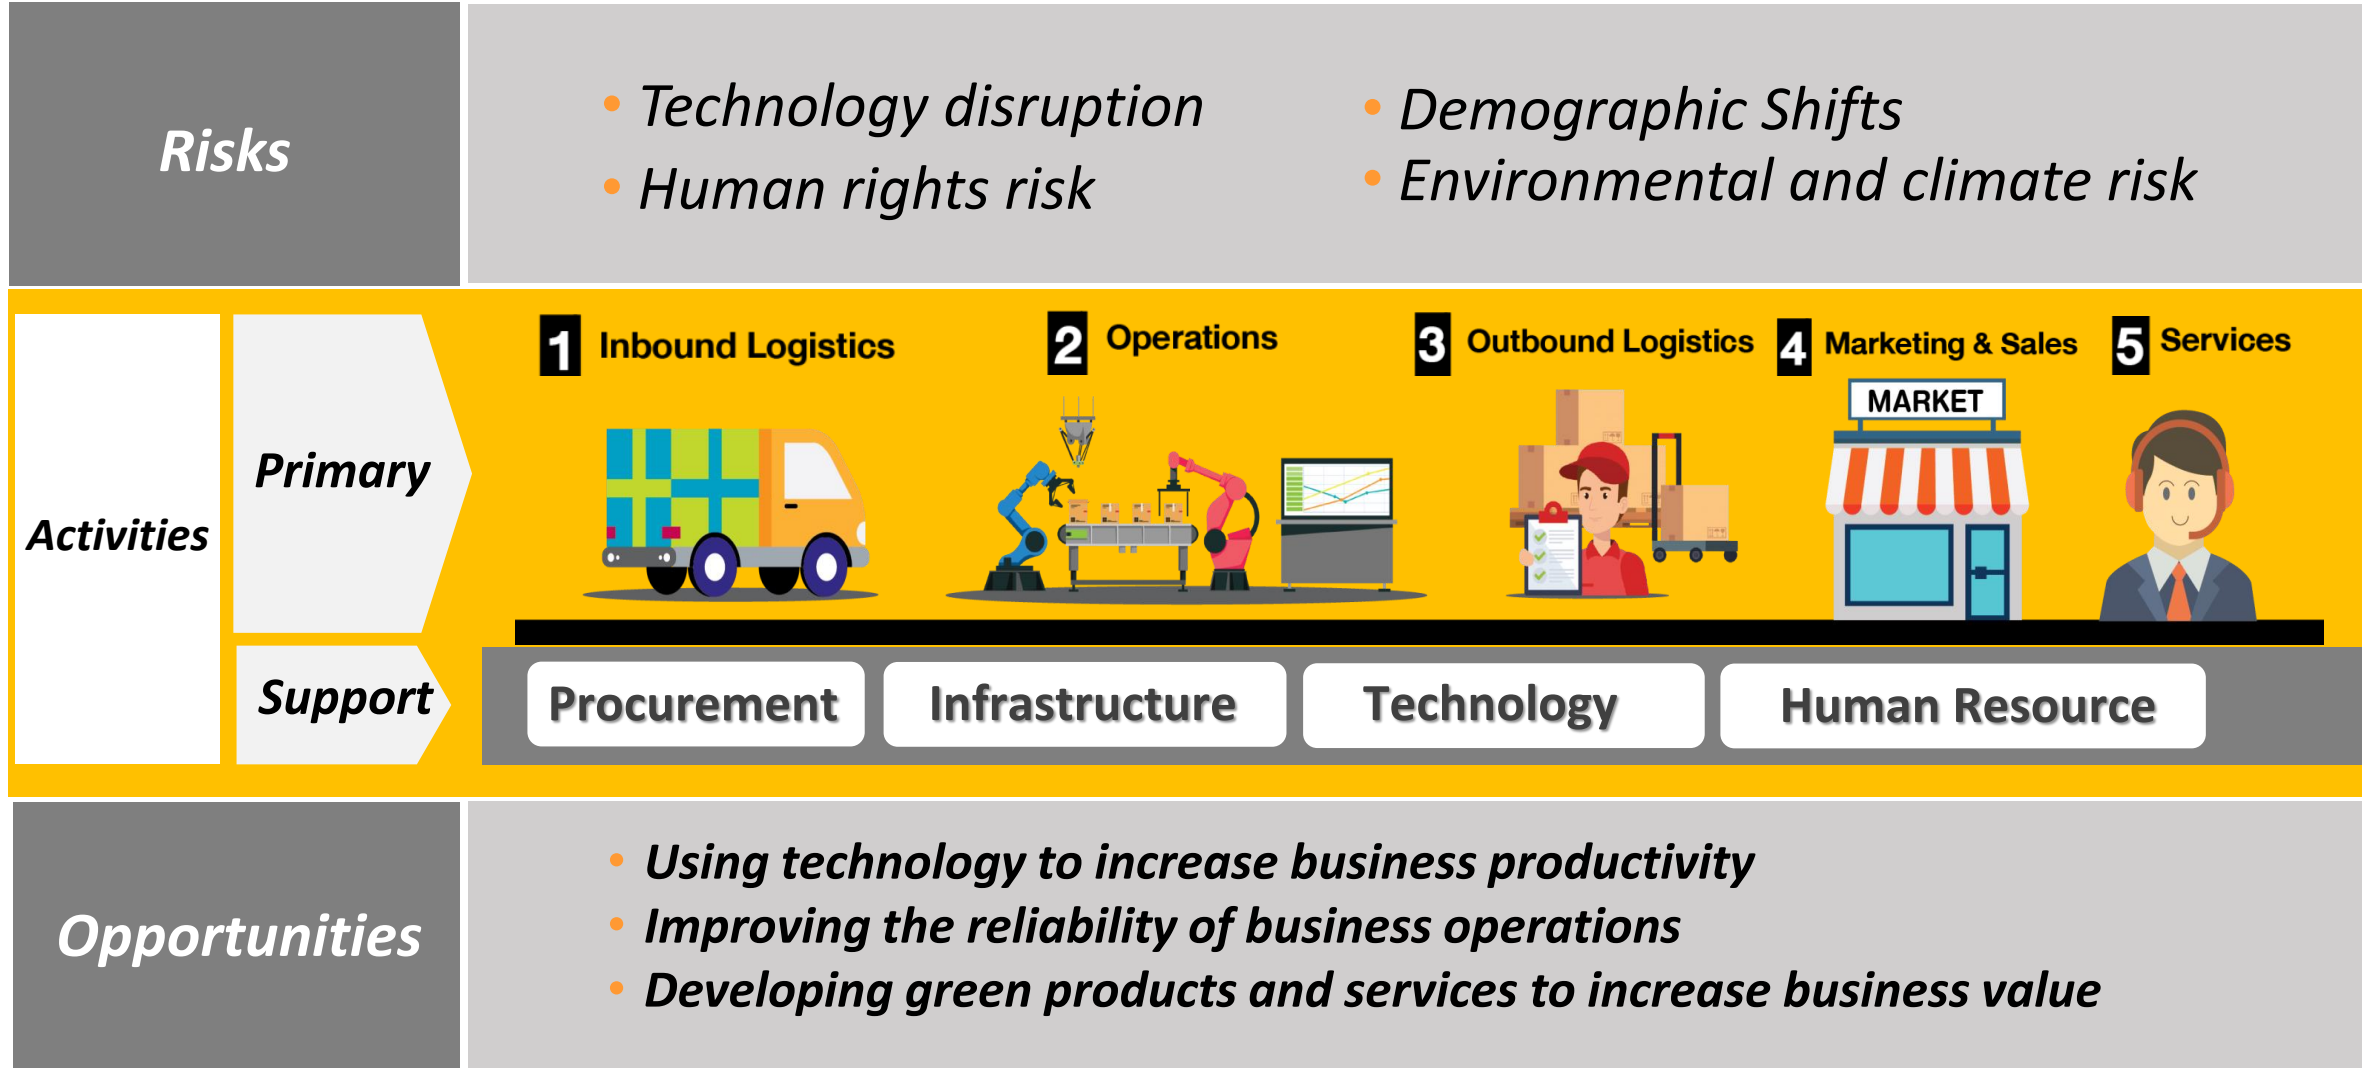 Risks
• Technology disruption
• Human rights risk
• Demographic Shifts
• Environmental and climate risk
Activities
Primary
1 Inbound Logistics
2 Operations
3 Outbound Logistics
4 Marketing & Sales
5 Services
MARKET
Support
Procurement
Infrastructure
Technology
Human Resource
Opportunities
• Using technology to increase business productivity
• Improving the reliability of business operations
• Developing green products and services to increase business value